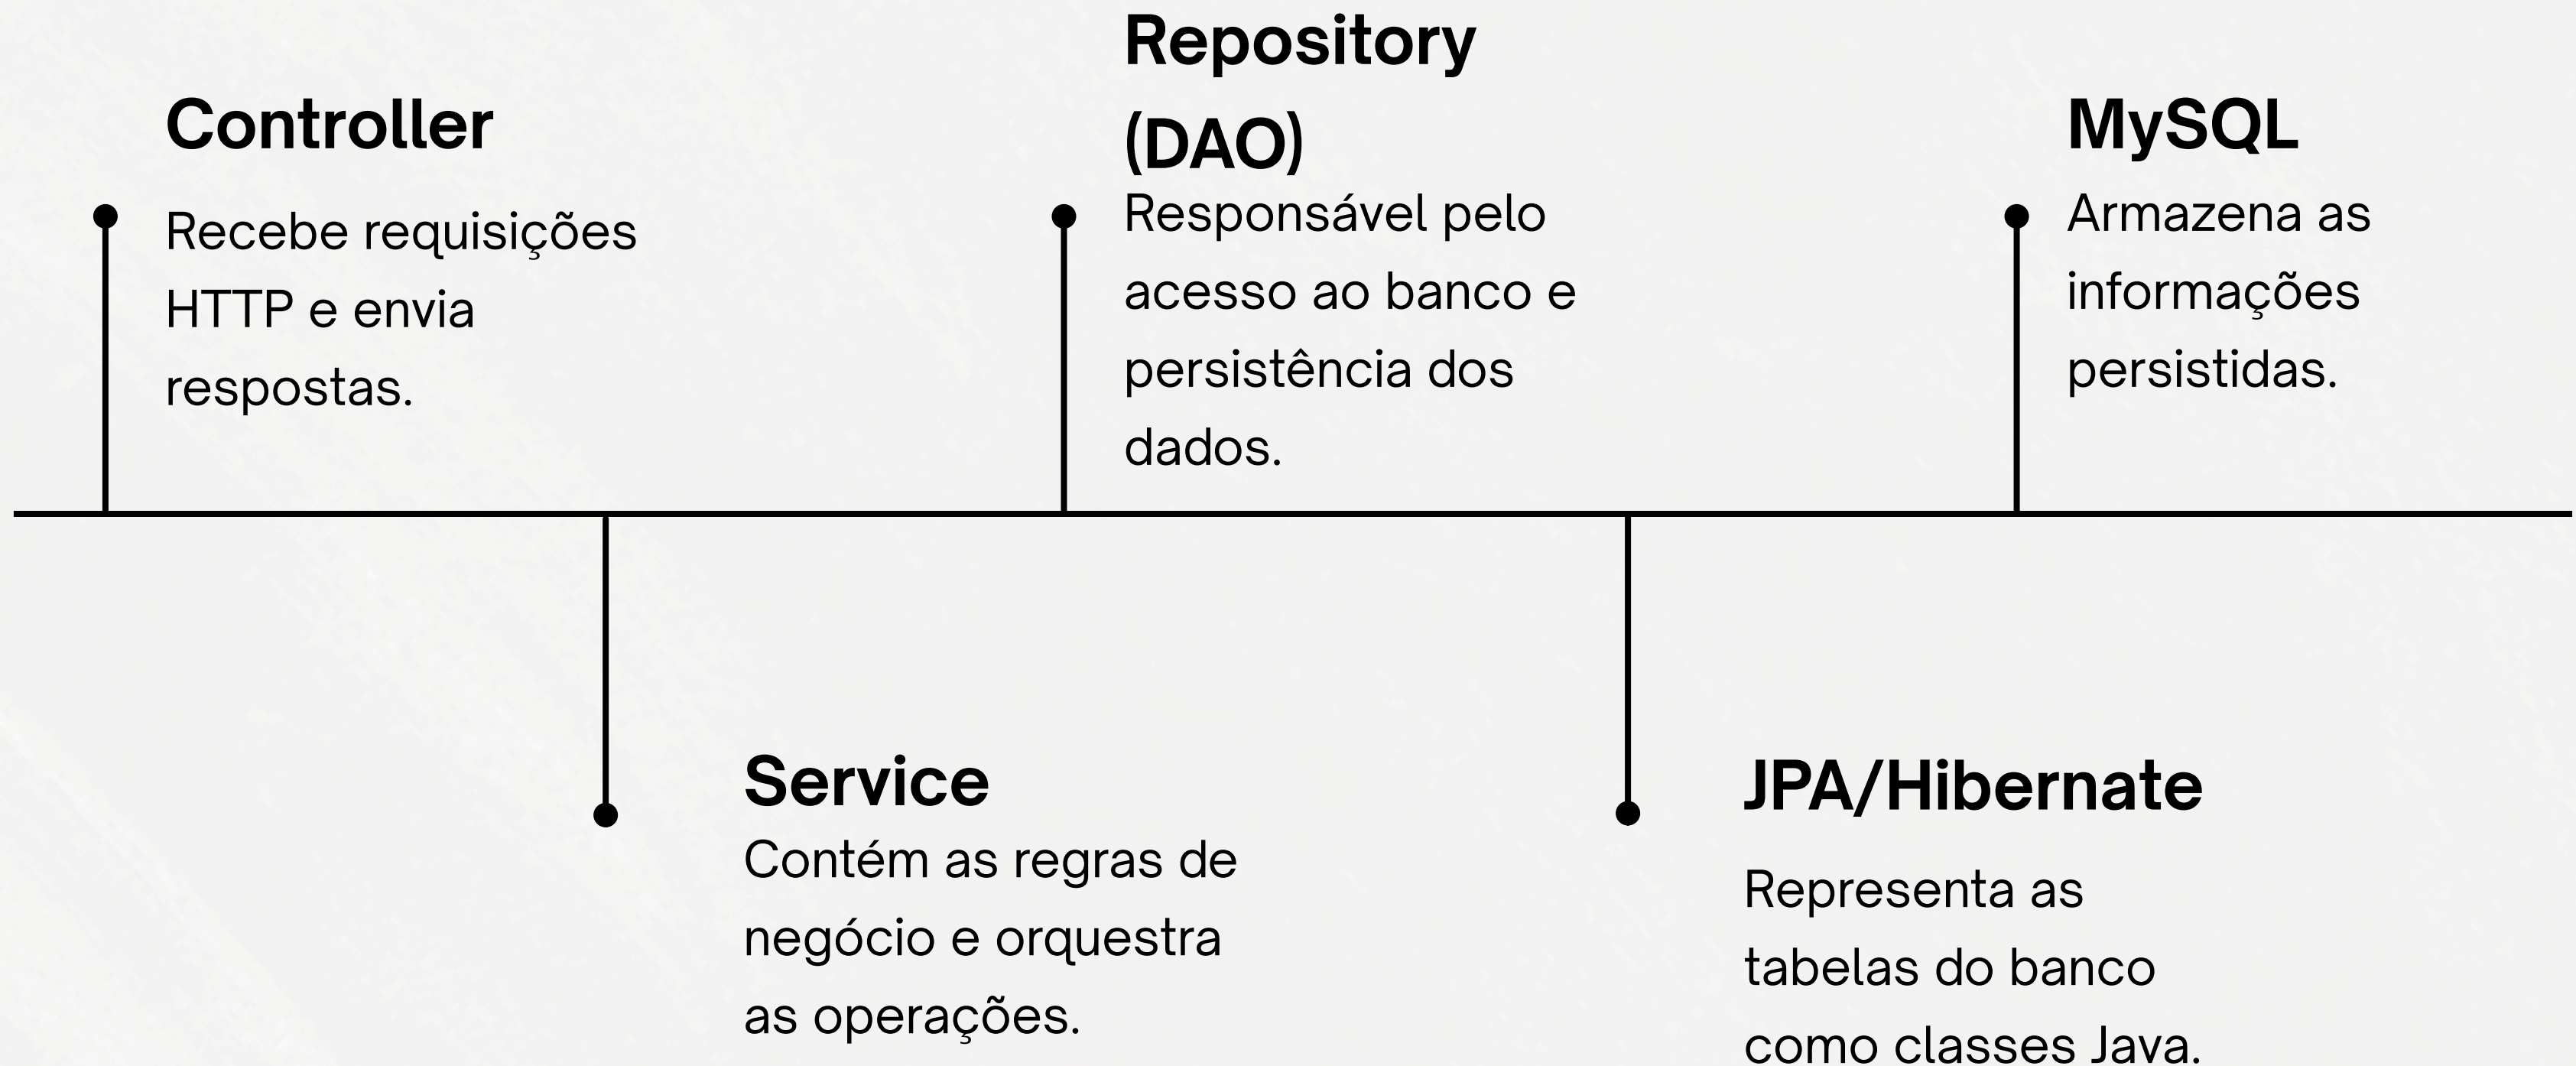 Controller
Recebe requisições
HTTP e envia
respostas.
Repository
(DAO)
Responsável pelo
acesso ao banco e
persistência dos
dados.
MySQL
Armazena as
informações
persistidas.
Service
Contém as regras de
negócio e orquestra
as operações.
JPA/Hibernate
Representa as
tabelas do banco
como classes Java.